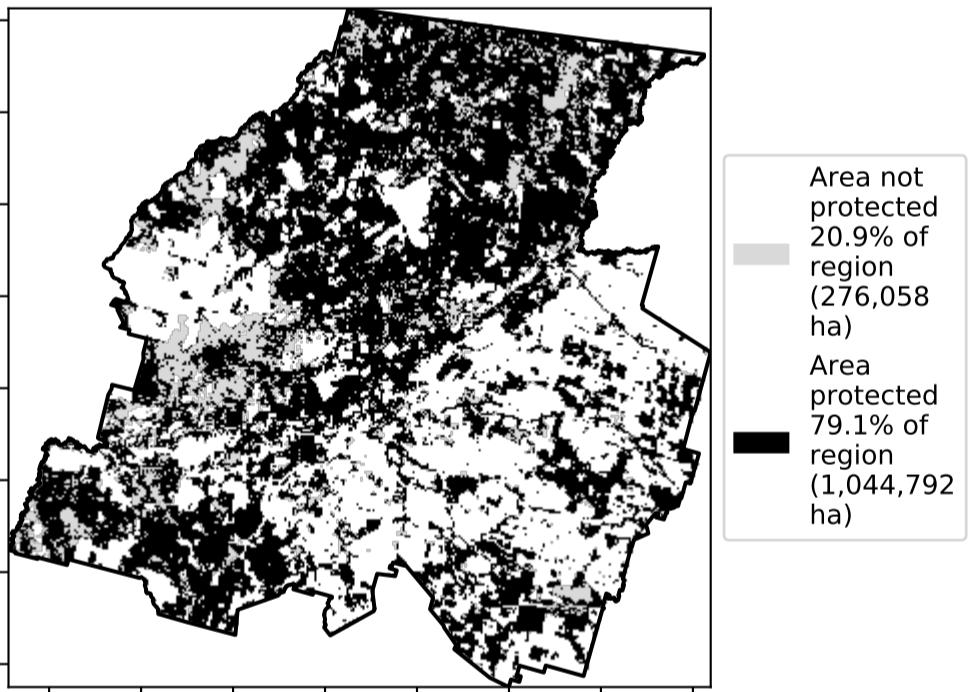 Area not
protected
20.9% of
region
(276,058
ha)
Area
protected
79.1% of
region
(1,044,792
ha)